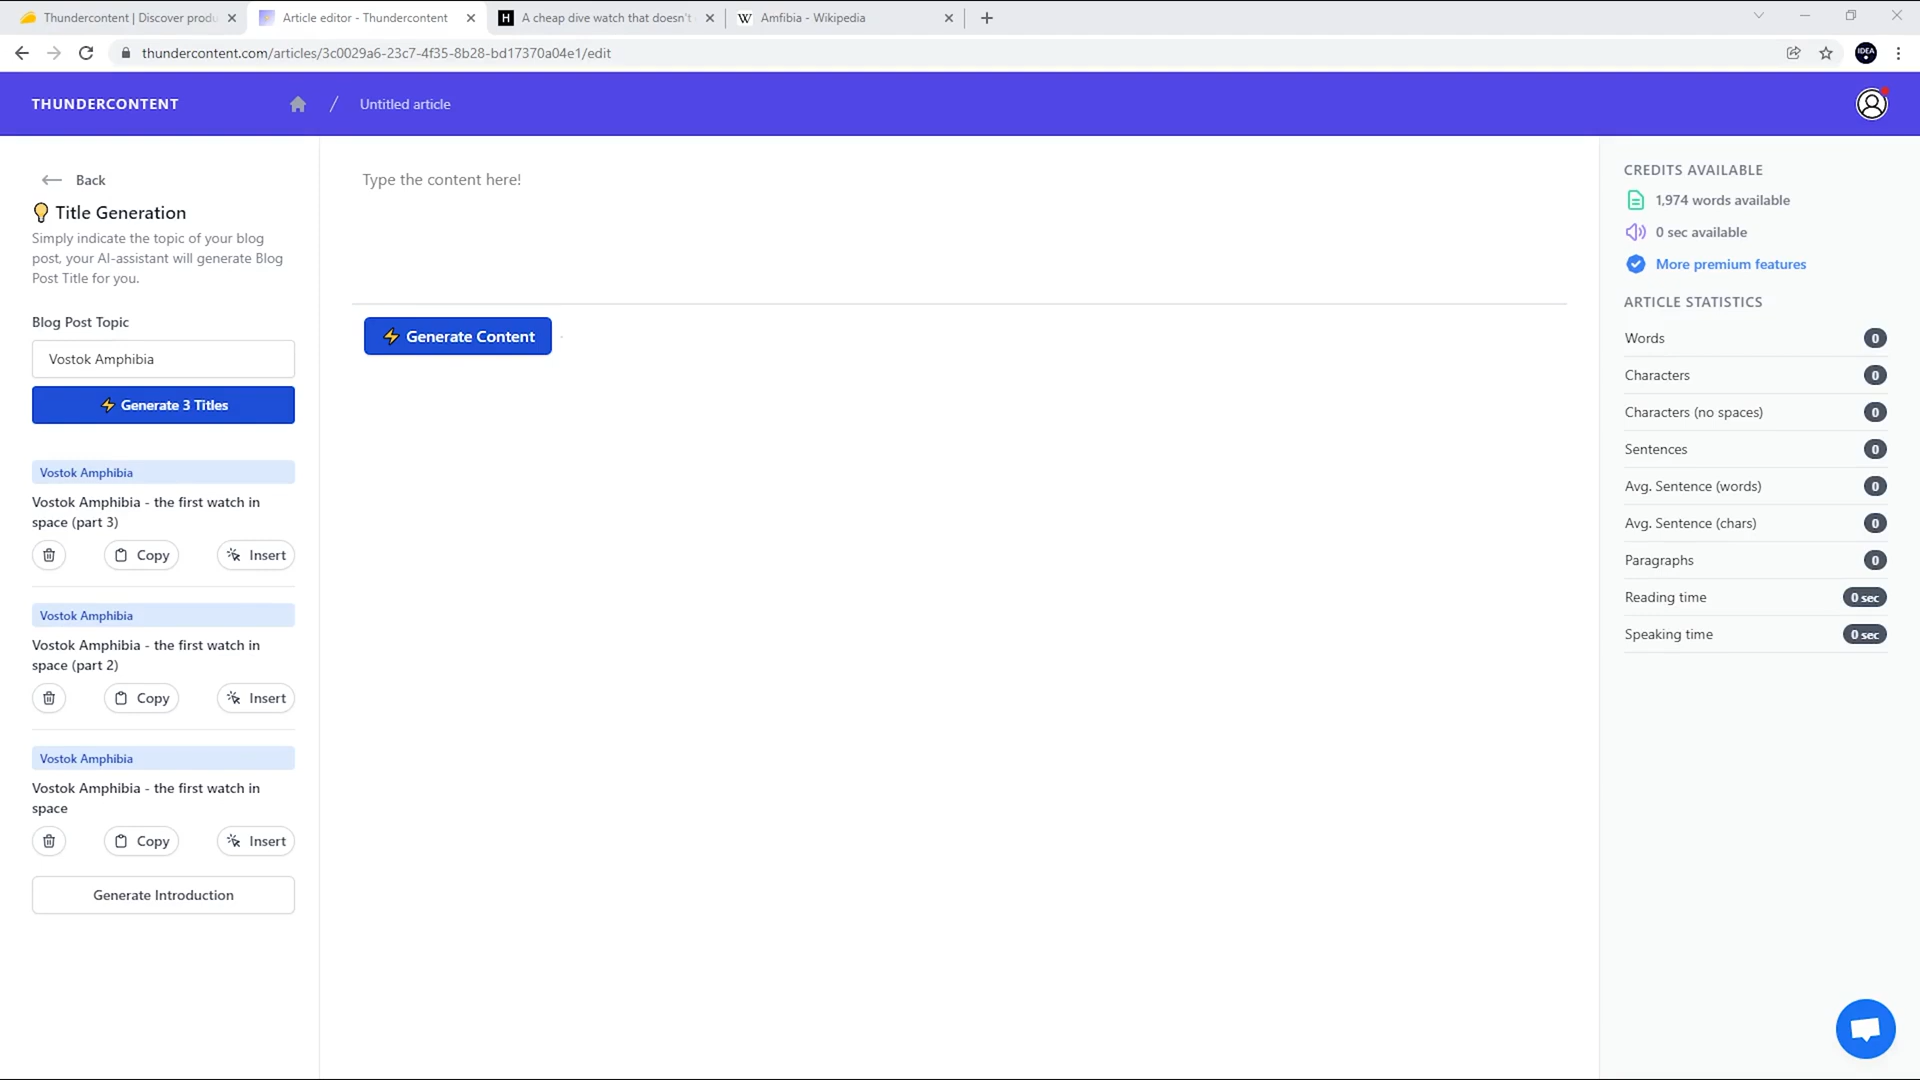 Thundercontent | Discover produ
Article editor - Thundercontent
A cheap dive watch that doesn't
Amfibia - Wikipedia
thundercontent.com/articles/3c0029a6-23c7-4f35-8b28-bd17370a04e1/edit
IDEA
THUNDERCONTENT
/
Untitled article
Back
Title Generation
Simply indicate the topic of your blog
post, your AI-assistant will generate Blog
Post Title for you.
Blog Post Topic
Vostok Amphibia
Generate 3 Titles
Vostok Amphibia
Vostok Amphibia - the first watch in
space (part 3)
Copy
Insert
Vostok Amphibia
Vostok Amphibia - the first watch in
space (part 2)
Copy
Insert
Vostok Amphibia
Vostok Amphibia - the first watch in
space
Copy
Insert
Generate Introduction
Type the content here!
Generate Content
CREDITS AVAILABLE
1,974 words available
0 sec available
More premium features
ARTICLE STATISTICS
Words 0
Characters 0
Characters (no spaces) 0
Sentences 0
Avg. Sentence (words) 0
Avg. Sentence (chars) 0
Paragraphs 0
Reading time 0 sec
Speaking time 0 sec